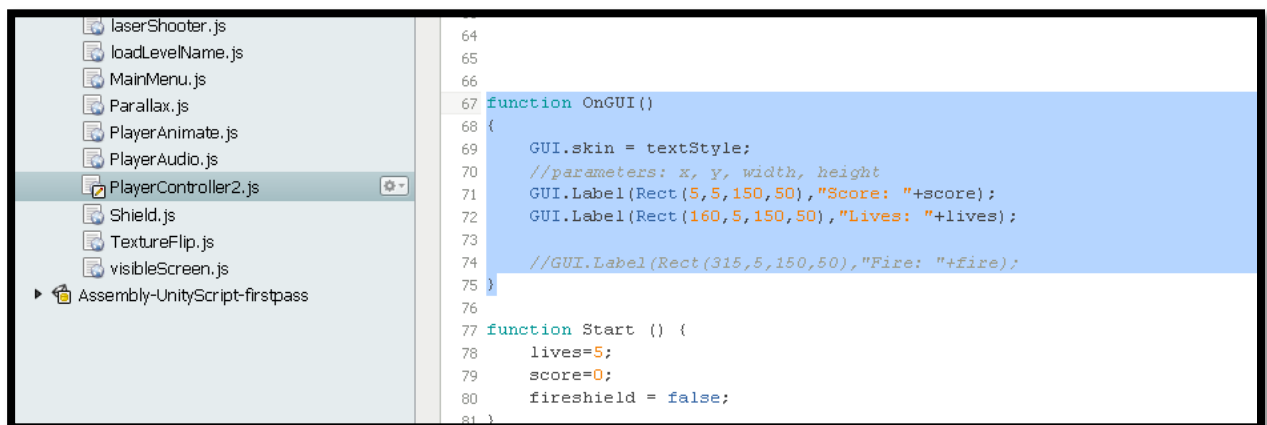 laserShooter.js
loadLevelName.js
MainMenu.js
Parallax.js
PlayerAnimate.js
PlayerAudio.js
PlayerController2.js
Shield.js
TextureFlip.js
visibleScreen.js
Assembly-UnityScript-firstpass
64
65
66
67 function OnGUI()
68 {
69 GUI.skin = textStyle;
70 //parameters: x, y, width, height
71 GUI.Label(Rect(5,5,150,50),"Score: "+score);
72 GUI.Label(Rect(160,5,150,50),"Lives: "+lives);
73
74 //GUI.Label(Rect(315,5,150,50),"Fire: "+fire);
75 }
76
77 function Start () {
78 lives=5;
79 score=0;
80 fireshield = false;
81 }